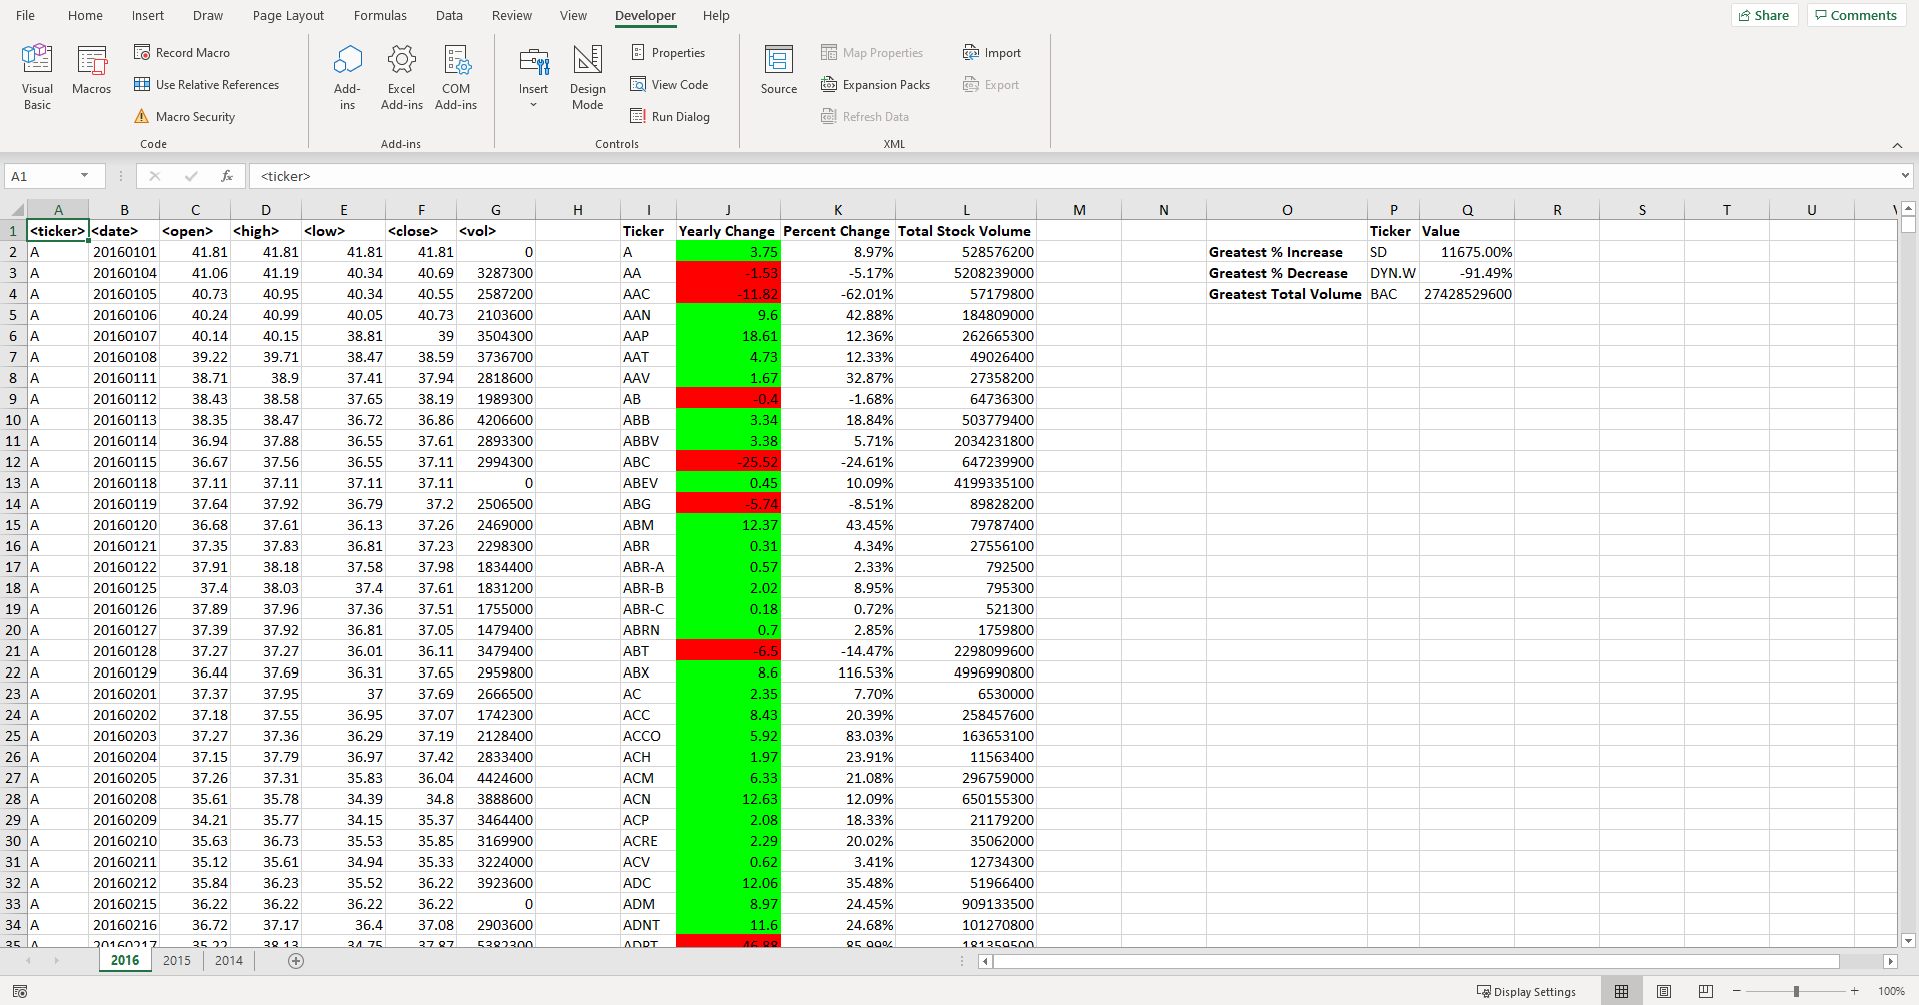 File Home Insert Draw Page Layout Formulas Data Review View Developer Help Share Comments
Visual Basic Macros Record Macro Use Relative References Macro Security Code
Add-ins Excel Add-ins COM Add-ins Add-ins
Insert Design Mode Properties View Code Run Dialog Controls
Source Map Properties Expansion Packs Refresh Data Import Export XML
A1 fx <ticker>
A B C D E F G H I J K L M N O P Q R S T U
1 <ticker> <date> <open> <high> <low> <close> <vol> Ticker Yearly Change Percent Change Total Stock Volume Ticker Value
2 A 20160101 41.81 41.81 41.81 41.81 0 A 3.75 8.97% 528576200 Greatest % Increase SD 11675.00%
3 A 20160104 41.06 41.19 40.34 40.69 3287300 AA -1.53 -5.17% 5208239000 Greatest % Decrease DYN.W -91.49%
4 A 20160105 40.73 40.95 40.34 40.55 2587200 AAC -11.82 -62.01% 57179800 Greatest Total Volume BAC 27428529600
5 A 20160106 40.24 40.99 40.05 40.73 2103600 AAN 9.6 42.88% 184809000
6 A 20160107 40.14 40.15 38.81 39 3504300 AAP 18.61 12.36% 262665300
7 A 20160108 39.22 39.71 38.47 38.59 3736700 AAT 4.73 12.33% 49026400
8 A 20160111 38.71 38.9 37.41 37.94 2818600 AAV 1.67 32.87% 27358200
9 A 20160112 38.43 38.58 37.65 38.19 1989300 AB -0.4 -1.68% 64736300
10 A 20160113 38.35 38.47 36.72 36.86 4206600 ABB 3.34 18.84% 503779400
11 A 20160114 36.94 37.88 36.55 37.61 2893300 ABBV 3.38 5.71% 2034231800
12 A 20160115 36.67 37.56 36.55 37.11 2994300 ABC -25.52 -24.61% 647239900
13 A 20160118 37.11 37.11 37.11 37.11 0 ABEV 0.45 10.09% 4199335100
14 A 20160119 37.64 37.92 36.79 37.2 2506500 ABG -5.74 -8.51% 89828200
15 A 20160120 36.68 37.61 36.13 37.26 2469000 ABM 12.37 43.45% 79787400
16 A 20160121 37.35 37.83 36.81 37.23 2298300 ABR 0.31 4.34% 27556100
17 A 20160122 37.91 38.18 37.58 37.98 1834400 ABR-A 0.57 2.33% 792500
18 A 20160125 37.4 38.03 37.4 37.61 1831200 ABR-B 2.02 8.95% 795300
19 A 20160126 37.89 37.96 37.36 37.51 1755000 ABR-C 0.18 0.72% 521300
20 A 20160127 37.39 37.92 36.81 37.05 1479400 ABRN 0.7 2.85% 1759800
21 A 20160128 37.27 37.27 36.01 36.11 3479400 ABT -6.5 -14.47% 2298099600
22 A 20160129 36.44 37.69 36.31 37.65 2959800 ABX 8.6 116.53% 4996990800
23 A 20160201 37.37 37.95 37 37.69 2666500 AC 2.35 7.70% 6530000
24 A 20160202 37.18 37.55 36.95 37.07 1742300 ACC 8.43 20.39% 258457600
25 A 20160203 37.27 37.36 36.29 37.19 2128400 ACCO 5.92 83.03% 163653100
26 A 20160204 37.15 37.79 36.97 37.42 2833400 ACH 1.97 23.91% 11563400
27 A 20160205 37.26 37.31 35.83 36.04 4424600 ACM 6.33 21.08% 296759000
28 A 20160208 35.61 35.78 34.39 34.8 3888600 ACN 12.63 12.09% 650155300
29 A 20160209 34.21 35.77 34.15 35.37 3464400 ACP 2.08 18.33% 21179200
30 A 20160210 35.63 36.73 35.53 35.85 3169900 ACRE 2.29 20.02% 35062000
31 A 20160211 35.12 35.61 34.94 35.33 3224000 ACV 0.62 3.41% 12734300
32 A 20160212 35.84 36.23 35.52 36.22 3923600 ADC 12.06 35.48% 51966400
33 A 20160215 36.22 36.22 36.22 36.22 0 ADM 8.97 24.45% 909133500
34 A 20160216 36.72 37.17 36.4 37.08 2903600 ADNT 11.6 24.68% 101270800
35 A 20160217
2016 2015 2014
Display Settings 100%